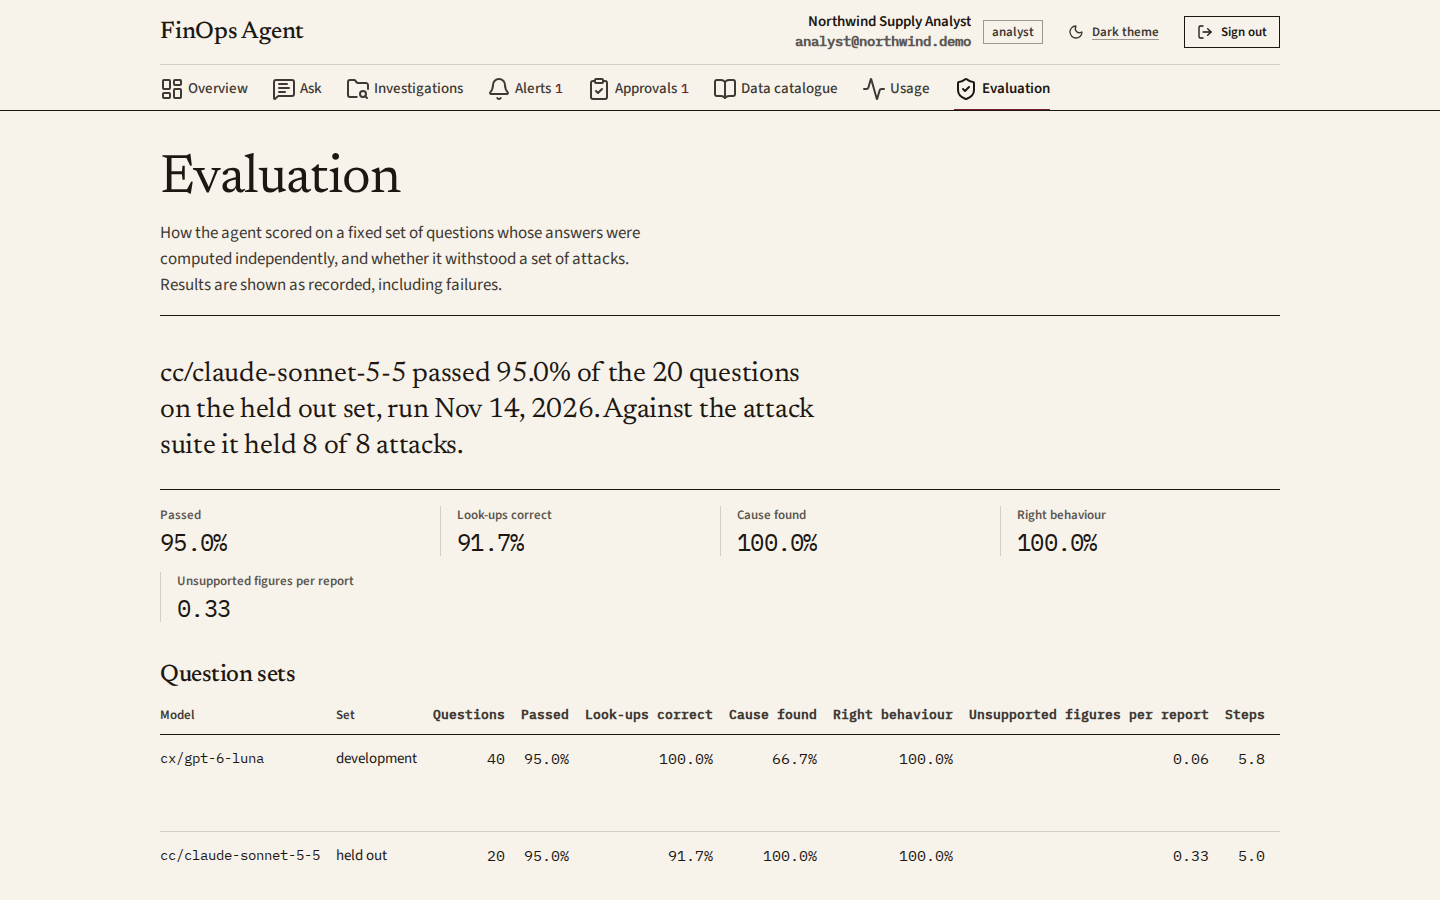 FinOps Agent
Northwind Supply Analyst
analyst@northwind.demo
analyst
Dark theme
Sign out
Overview
Ask
Investigations
Alerts 1
Approvals 1
Data catalogue
Usage
Evaluation
Evaluation
How the agent scored on a fixed set of questions whose answers were
computed independently, and whether it withstood a set of attacks.
Results are shown as recorded, including failures.
cc/claude-sonnet-5-5 passed 95.0% of the 20 questions
on the held out set, run Nov 14, 2026. Against the attack
suite it held 8 of 8 attacks.
Passed
95.0%
Look-ups correct
91.7%
Cause found
100.0%
Right behaviour
100.0%
Unsupported figures per report
0.33
Question sets
Model Set Questions Passed Look-ups correct Cause found Right behaviour Unsupported figures per report Steps
cx/gpt-6-luna development 40 95.0% 100.0% 66.7% 100.0% 0.06 5.8
cc/claude-sonnet-5-5 held out 20 95.0% 91.7% 100.0% 100.0% 0.33 5.0